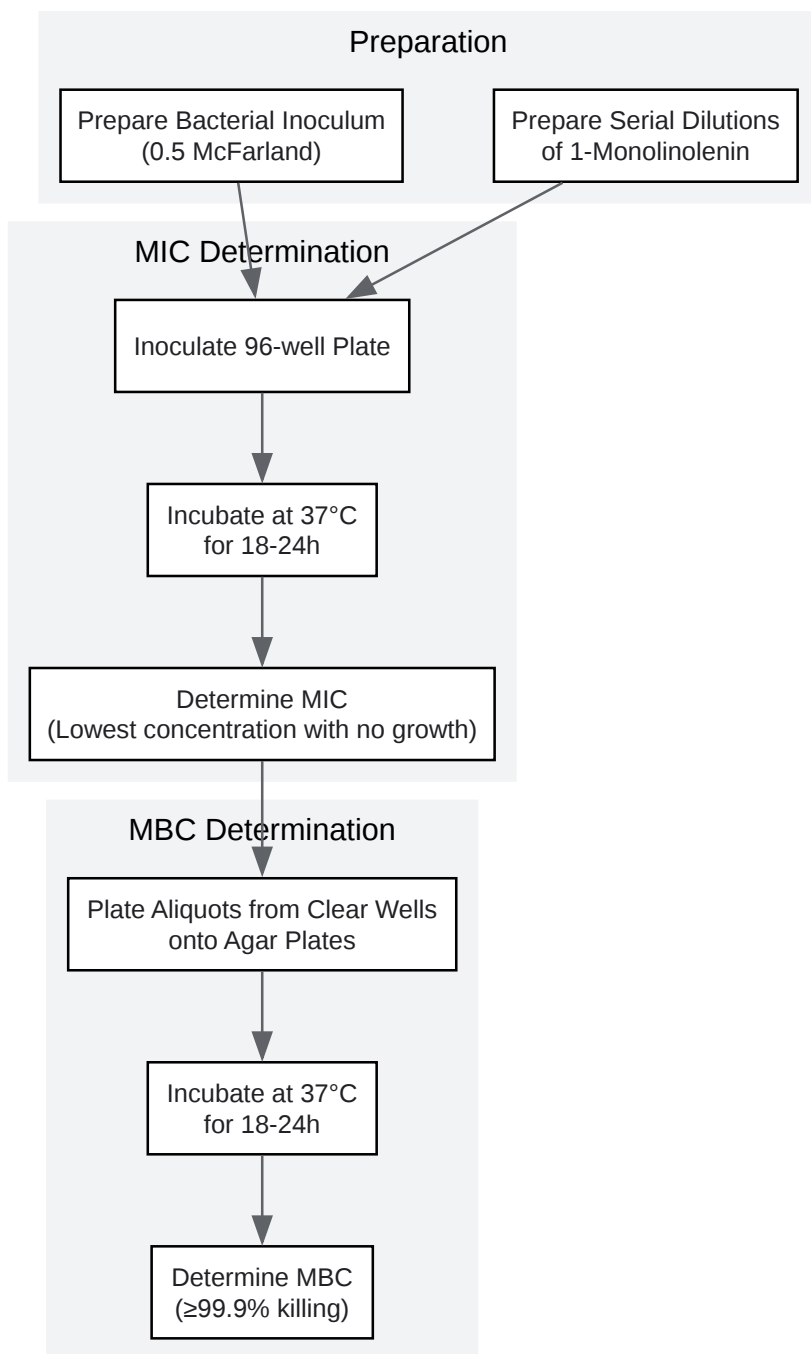 Preparation
Prepare Bacterial Inoculum
(0.5 McFarland)
Prepare Serial Dilutions
of 1-Monolinolenin
MIC Determination
Inoculate 96-well Plate
Incubate at 37°C
for 18-24h
Determine MIC
(Lowest concentration with no growth)
MBC Determination
Plate Aliquots from Clear Wells
onto Agar Plates
Incubate at 37°C
for 18-24h
Determine MBC
(≥99.9% killing)